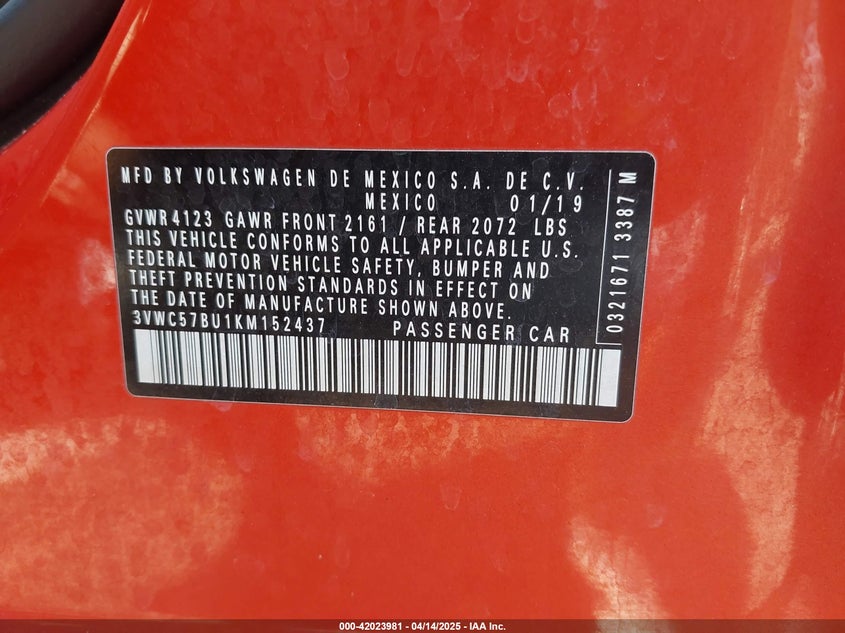 MFD BY VOLKSWAGEN DE MEXICO S.A. DE C.V.
MEXICO 01/19
GVWR 4123 GAWR FRONT 2161 / REAR 2072 LBS
THIS VEHICLE CONFORMS TO ALL APPLICABLE U.S.
FEDERAL MOTOR VEHICLE SAFETY, BUMPER AND
THEFT PREVENTION STANDARDS IN EFFECT ON
THE DATE OF MANUFACTURE SHOWN ABOVE.
3VWC57BU1KM152437 PASSENGER CAR
0321671 3387 M
000-42023981 - 04/14/2025 - IAA Inc.